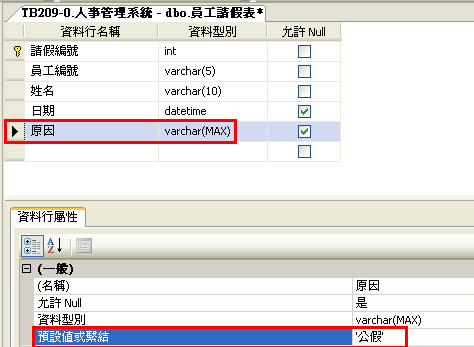 TB209-0.人事管理系統 - dbo.員工請假表*
資料行名稱 資料型別 允許 Null
請假編號 int
員工編號 varchar(5)
姓名 varchar(10)
日期 datetime
原因 varchar(MAX)
資料行屬性
(一般)
(名稱) 原因
允許 Null 是
資料型別 varchar(MAX)
預設值或繫結 '公假'